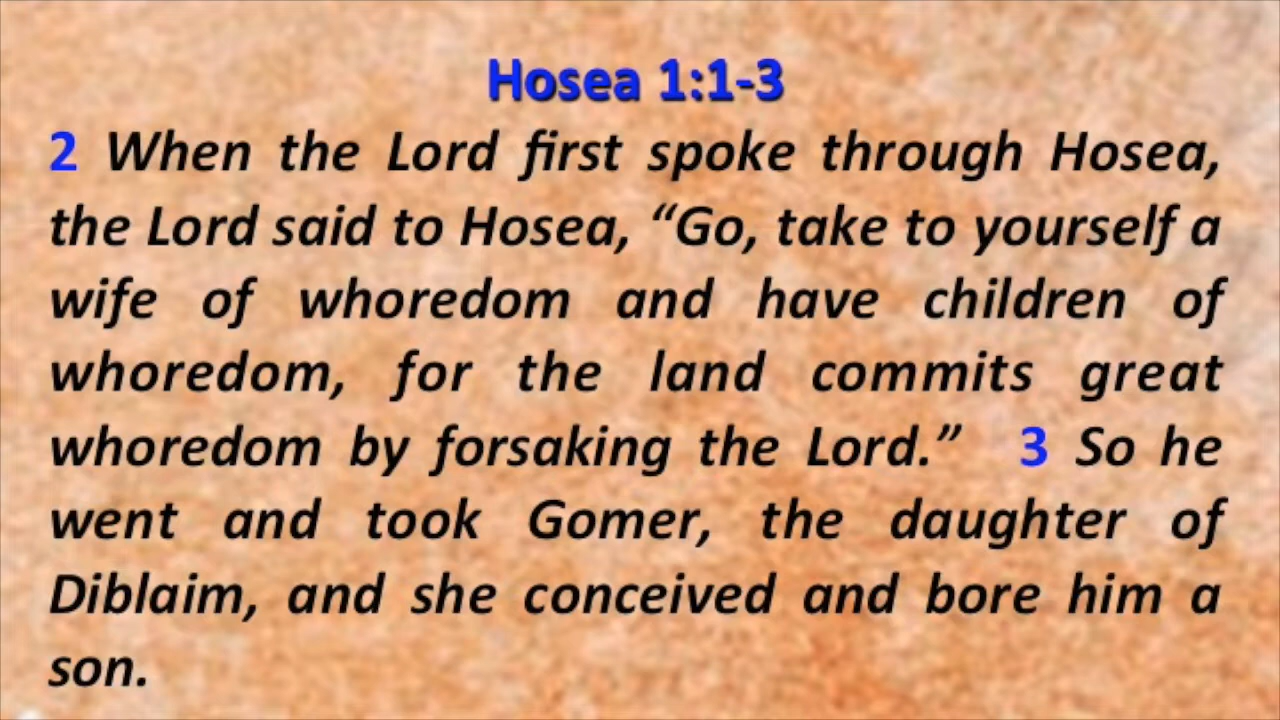 Hosea 1:1-3
2 When the Lord first spoke through Hosea,
the Lord said to Hosea, “Go, take to yourself a
wife of whoredom and have children of
whoredom, for the land commits great
whoredom by forsaking the Lord.” 3 So he
went and took Gomer, the daughter of
Diblaim, and she conceived and bore him a
son.